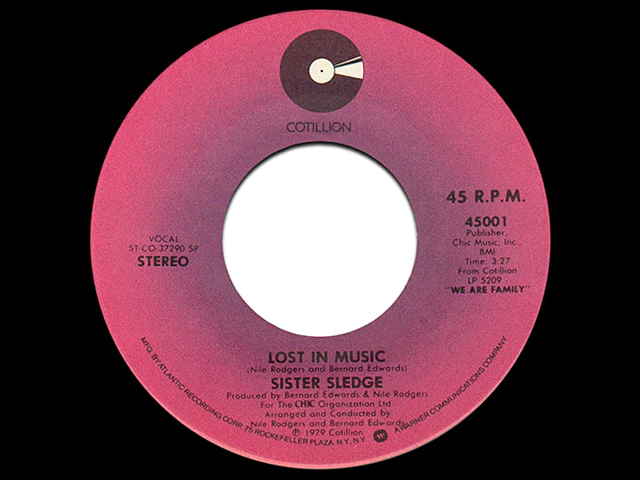 COTILLION
45 R.P.M.
45001
Publisher,
Chic Music, Inc.,
BMI
Time: 3:27
From Cotillion
LP 5209 -
"WE ARE FAMILY"
VOCAL
ST-CO-37290 SP
STEREO
LOST IN MUSIC
(Nile Rodgers and Bernard Edwards)
SISTER SLEDGE
Produced by Bernard Edwards & Nile Rodgers
For The CHIC Organization Ltd
Arranged and Conducted by
Nile Rodgers and Bernard Edwards
℗ 1979 Cotillion
MFG. BY ATLANTIC RECORDING CORP. 75 ROCKEFELLER PLAZA, N.Y., N.Y.
A WARNER COMMUNICATIONS COMPANY